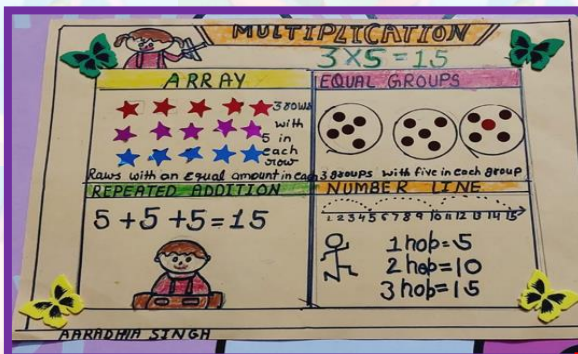 MULTIPLICATION
3X5=15
ARRAY
3 rows
with
5 in
each
row
Raws with an Equal amount in each
EQUAL GROUPS
3 groups with five in each group
REPEATED ADDITION
5+5+5=15
NUMBER LINE
1 2 3 4 5 6 7 8 9 10 11 12 13 14 15
1 hop=5
2 hop=10
3 hop=15
AARADHYA SINGH